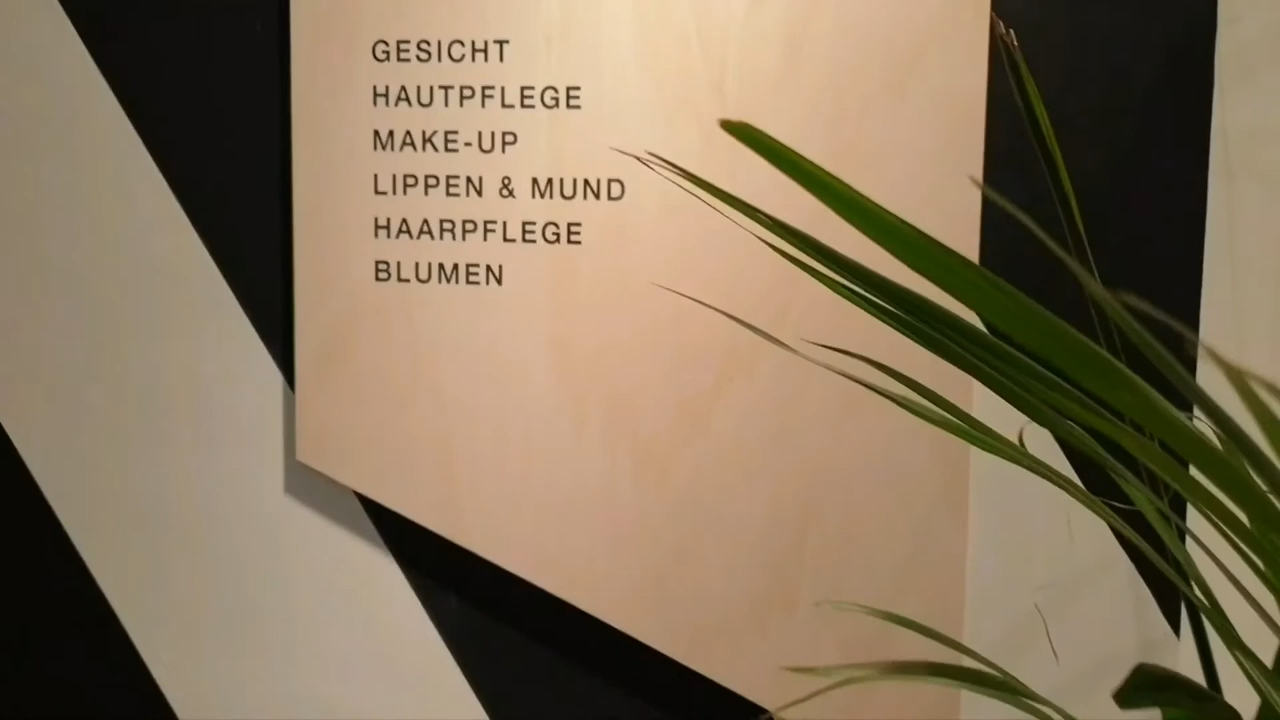 GESICHT
HAUTPFLEGE
MAKE-UP
LIPPEN & MUND
HAARPFLEGE
BLUMEN